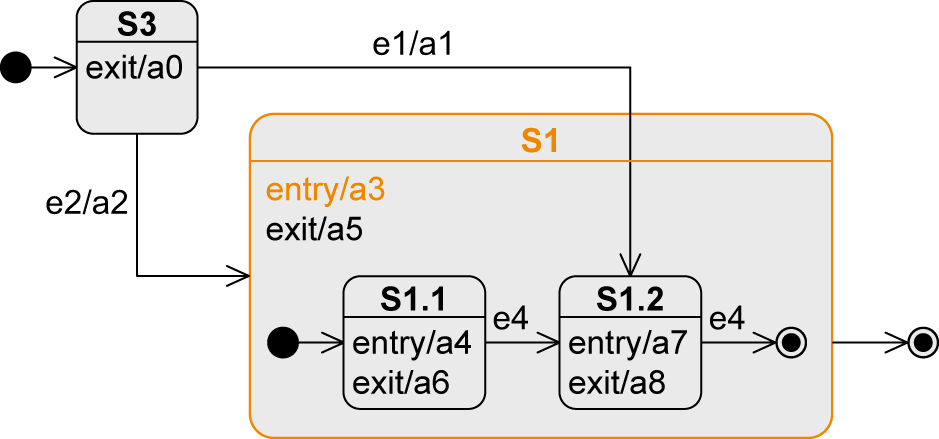 S3
exit/a0
e1/a1
e2/a2
S1
entry/a3
exit/a5
S1.1
entry/a4
exit/a6
e4
S1.2
entry/a7
exit/a8
e4